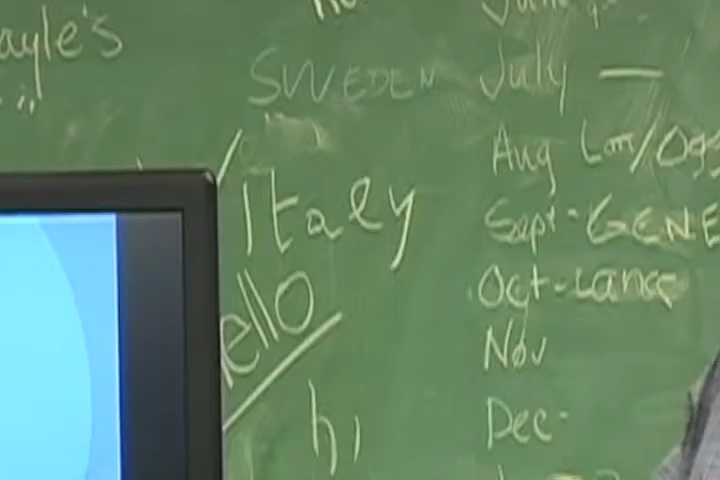 ayle's
SWEDEN
Italy
ello
hi
July —
Aug
Sept - GENE
Oct - Lance
Nov
Dec -